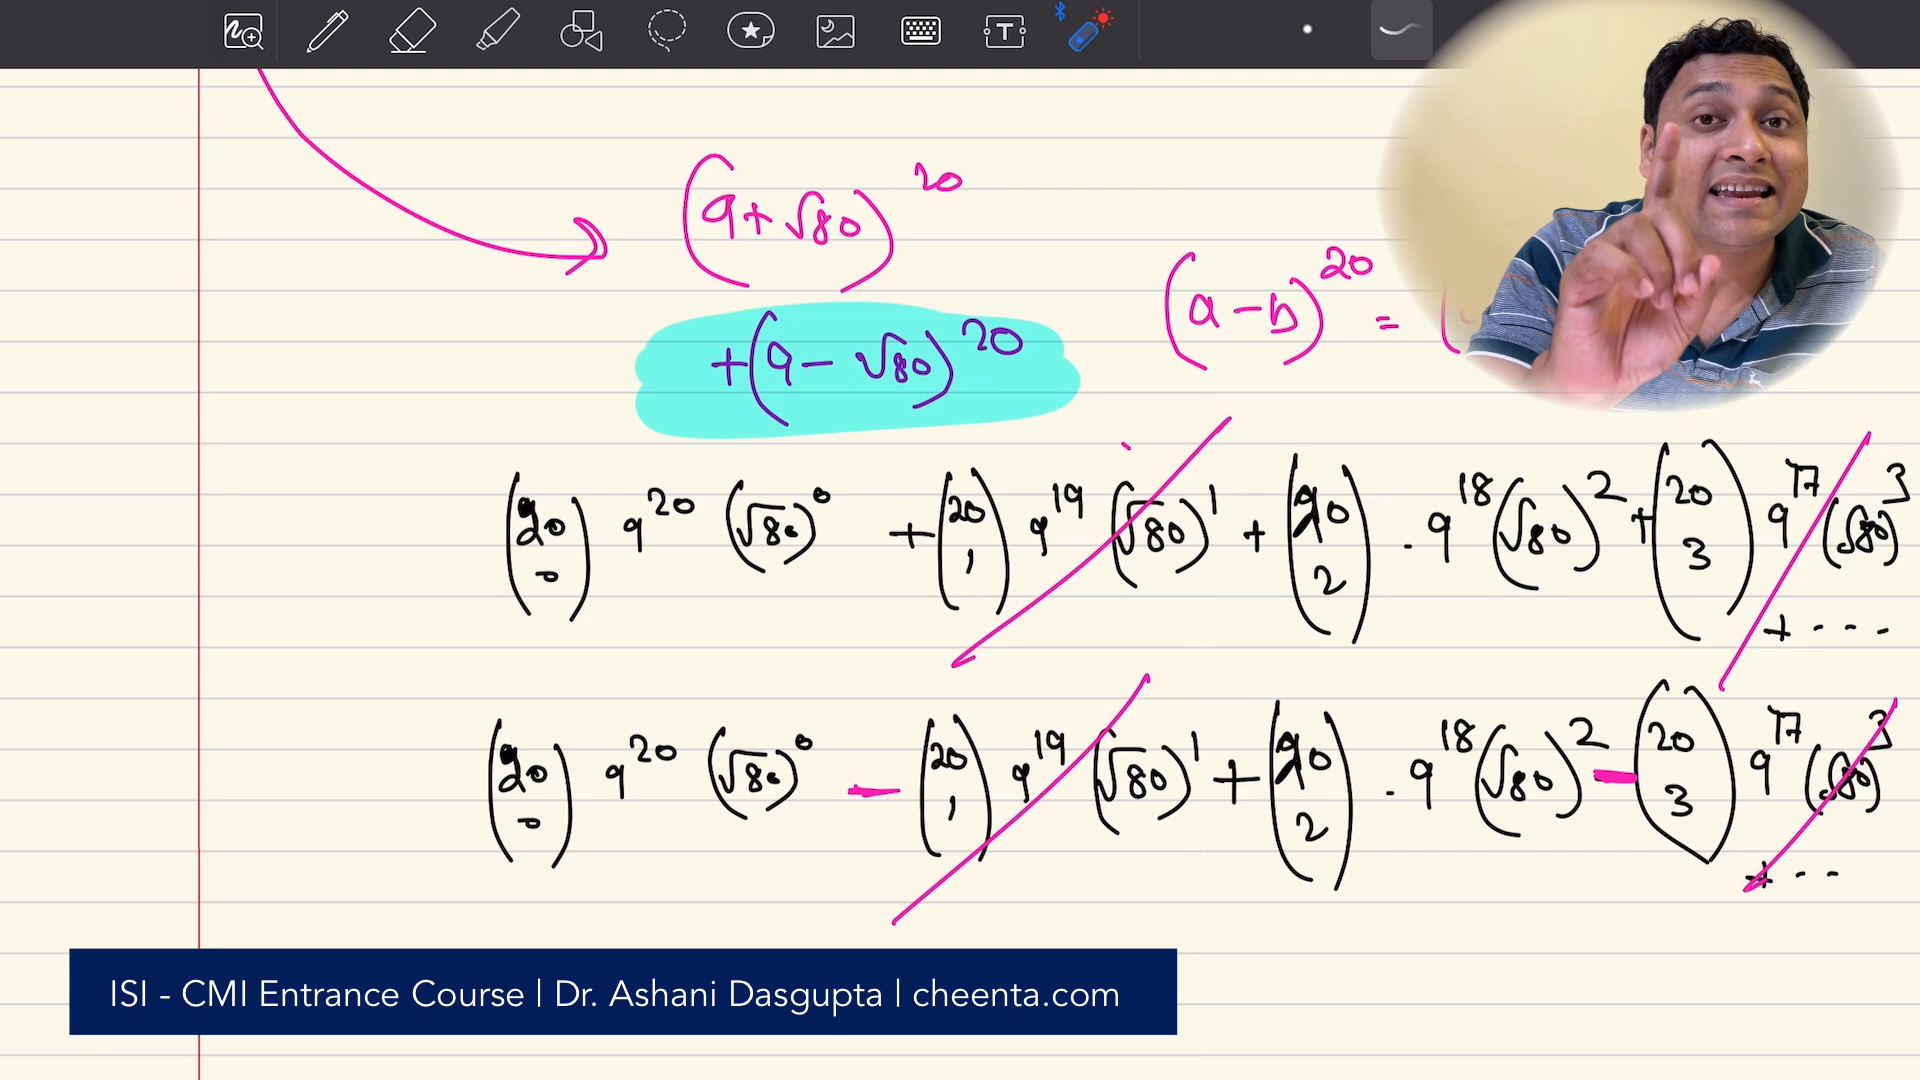 (9+√80)^20
+(9-√80)^20
(a-b)^20 = (
(20 0) 9^20 (√80)^0 + (20 1) 9^19 (√80)^1 + (20 2) . 9^18 (√80)^2 + (20 3) 9^17 (√80)^3
+ ...
(20 0) 9^20 (√80)^0 - (20 1) 9^19 (√80)^1 + (20 2) . 9^18 (√80)^2 - (20 3) 9^17 (√80)^3
+ ..
ISI - CMI Entrance Course | Dr. Ashani Dasgupta | cheenta.com